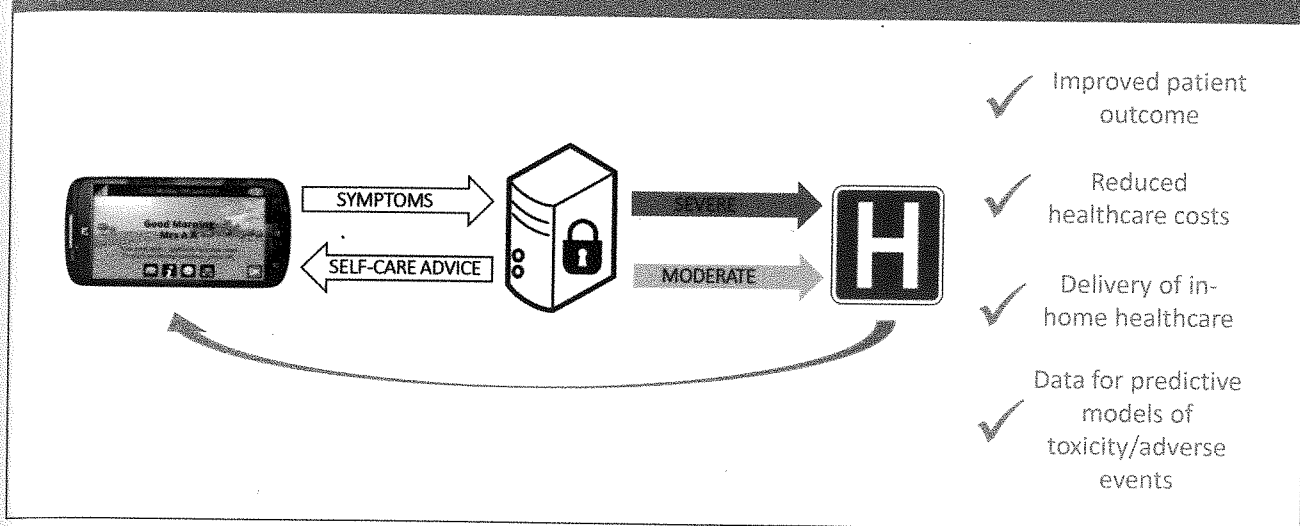 Good Morning
Mrs A A
SYMPTOMS
SELF-CARE ADVICE
SEVERE
MODERATE
H
Improved patient
outcome
Reduced
healthcare costs
Delivery of in-
home healthcare
Data for predictive
models of
toxicity/adverse
events